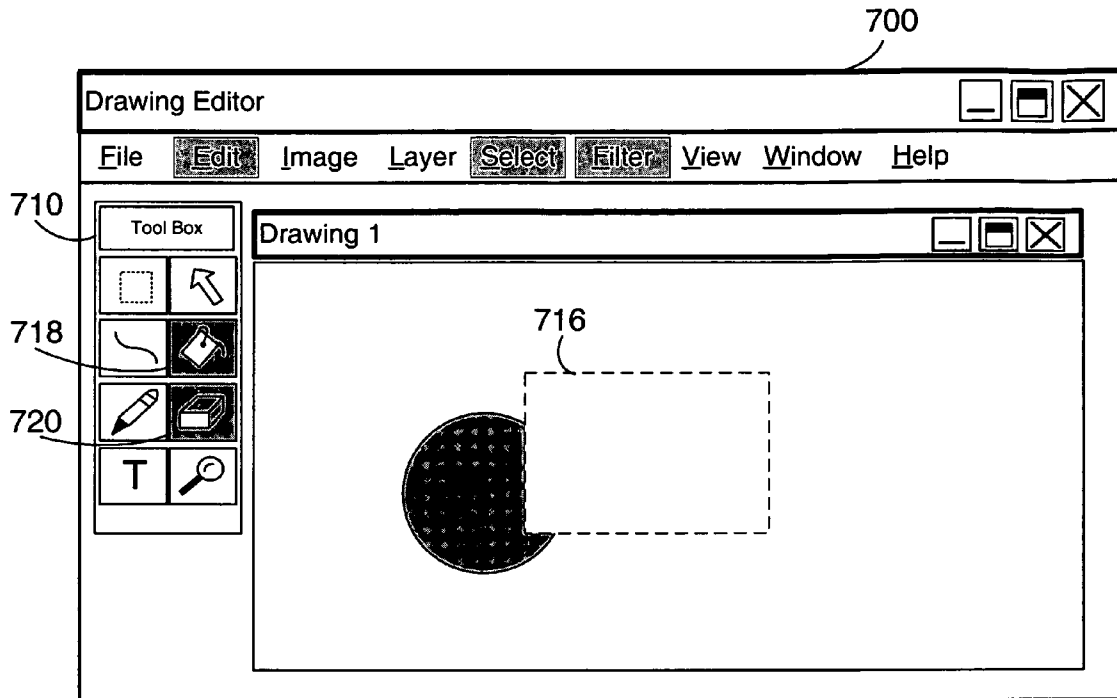 700
Drawing Editor
File Edit Image Layer Select Filter View Window Help
710
Tool Box
Drawing 1
718
716
720
T